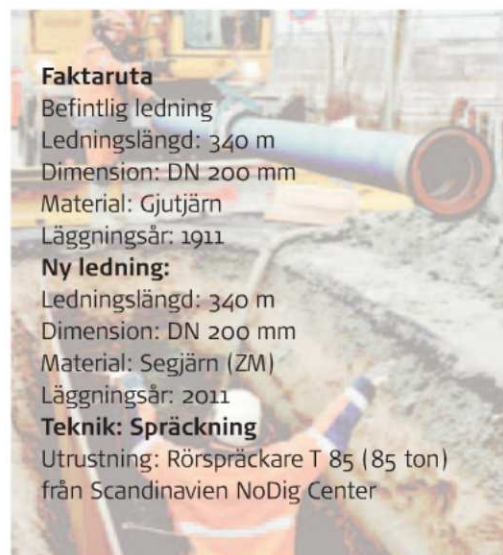 Faktaruta
Befintlig ledning
Ledningslängd: 340 m
Dimension: DN 200 mm
Material: Gjutjärn
Läggningsår: 1911
Ny ledning:
Ledningslängd: 340 m
Dimension: DN 200 mm
Material: Segjärn (ZM)
Läggningsår: 2011
Teknik: Spräckning
Utrustning: Rörspräckare T 85 (85 ton)
från Scandinavien NoDig Center